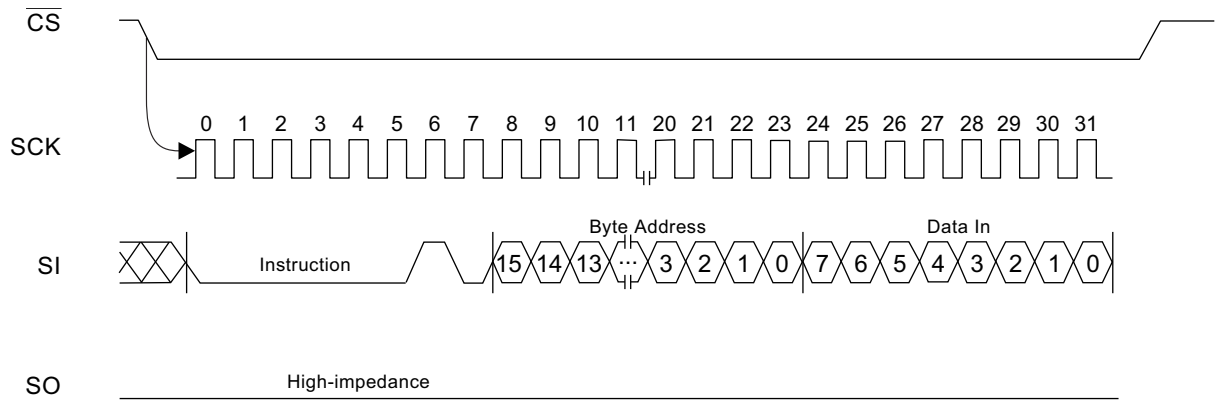 CS
0 1 2 3 4 5 6 7 8 9 10 11 20 21 22 23 24 25 26 27 28 29 30 31
SCK
Byte Address Data In
SI Instruction 15 14 13 ... 3 2 1 0 7 6 5 4 3 2 1 0
High-impedance
SO